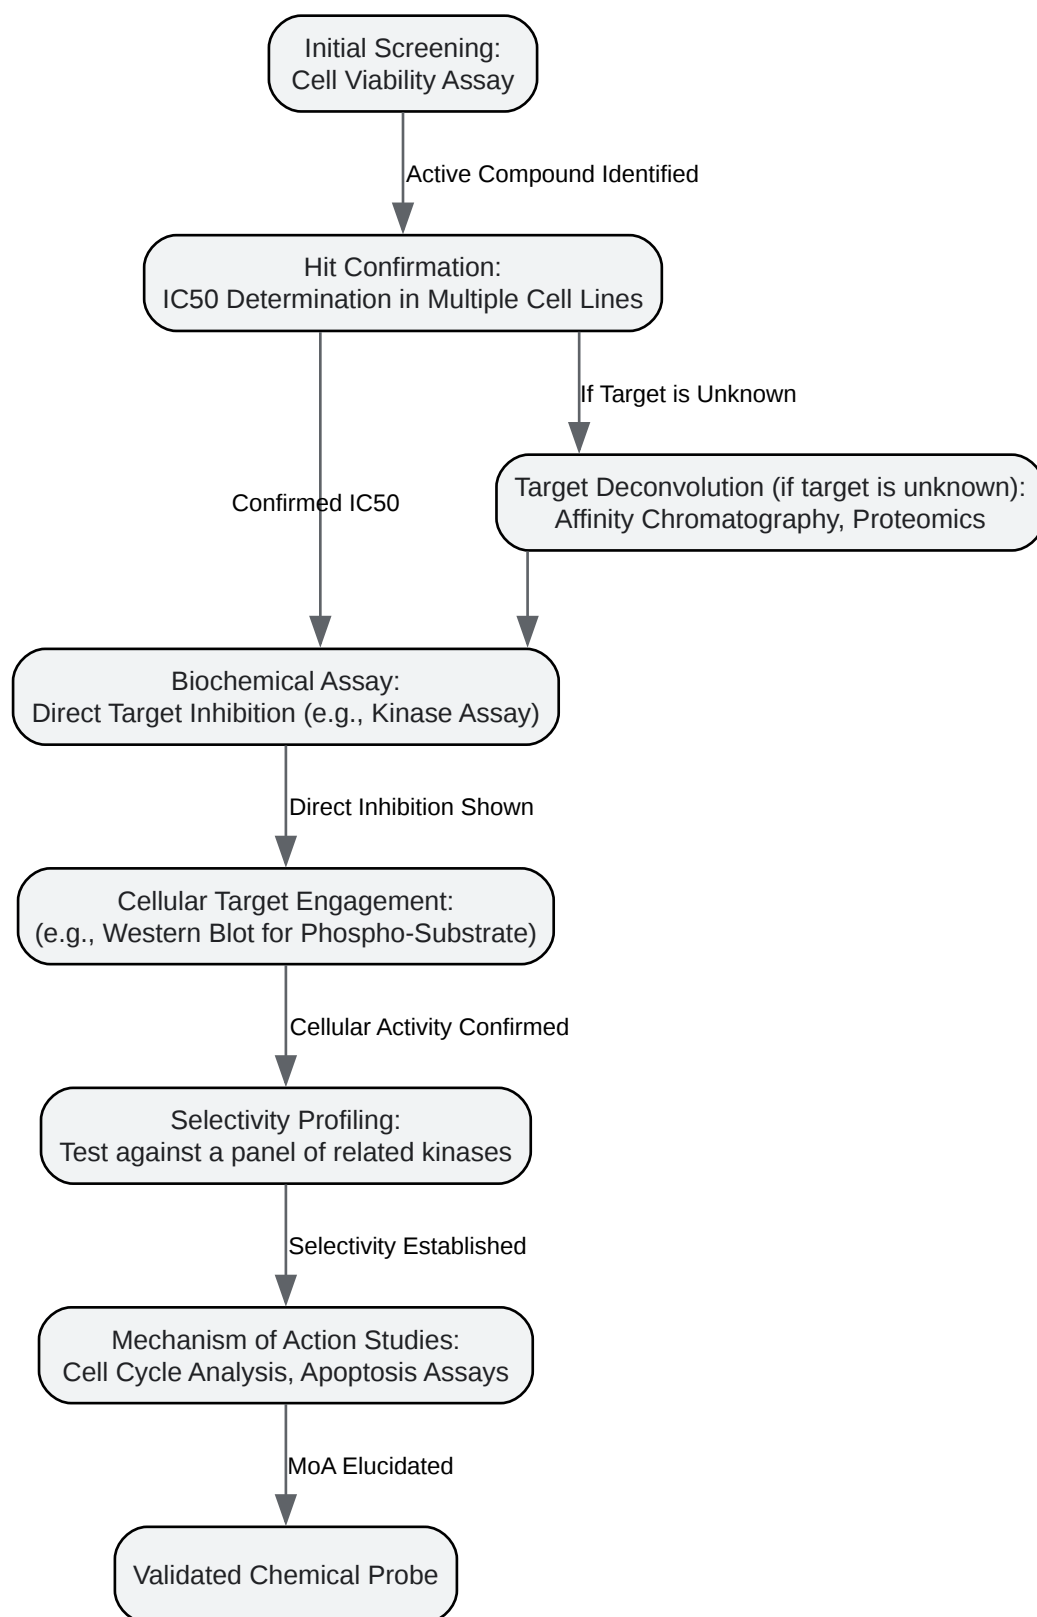 Initial Screening:
Cell Viability Assay
Active Compound Identified
Hit Confirmation:
IC50 Determination in Multiple Cell Lines
If Target is Unknown
Target Deconvolution (if target is unknown):
Affinity Chromatography, Proteomics
Confirmed IC50
Biochemical Assay:
Direct Target Inhibition (e.g., Kinase Assay)
Direct Inhibition Shown
Cellular Target Engagement:
(e.g., Western Blot for Phospho-Substrate)
Cellular Activity Confirmed
Selectivity Profiling:
Test against a panel of related kinases
Selectivity Established
Mechanism of Action Studies:
Cell Cycle Analysis, Apoptosis Assays
MoA Elucidated
Validated Chemical Probe